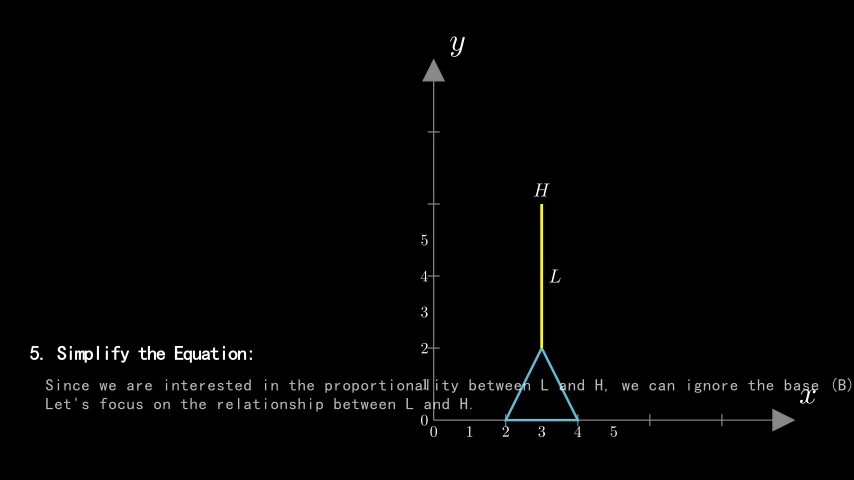 y
H
5
L
4
3
5. Simplify the Equation:
2
Since we are interested in the proportionality between L and H, we can ignore the base (B)
1
x
Let's focus on the relationship between L and H.
0
0 1 2 3 4 5